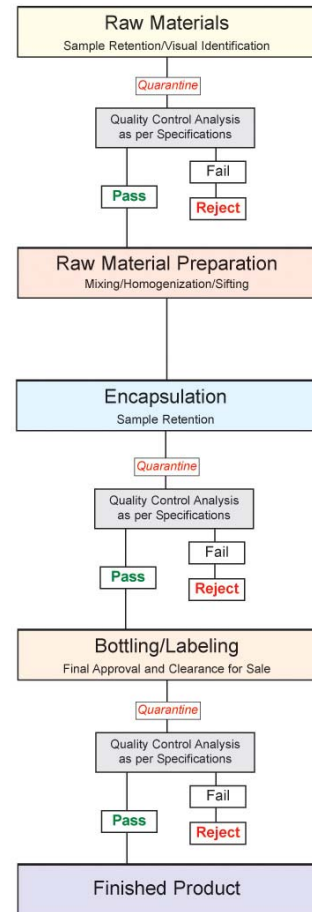 Raw Materials
Sample Retention/Visual Identification
Quarantine
Quality Control Analysis
as per Specifications
Fail
Pass
Reject
Raw Material Preparation
Mixing/Homogenization/Sifting
Encapsulation
Sample Retention
Quarantine
Quality Control Analysis
as per Specifications
Fail
Pass
Reject
Bottling/Labeling
Final Approval and Clearance for Sale
Quarantine
Quality Control Analysis
as per Specifications
Fail
Pass
Reject
Finished Product